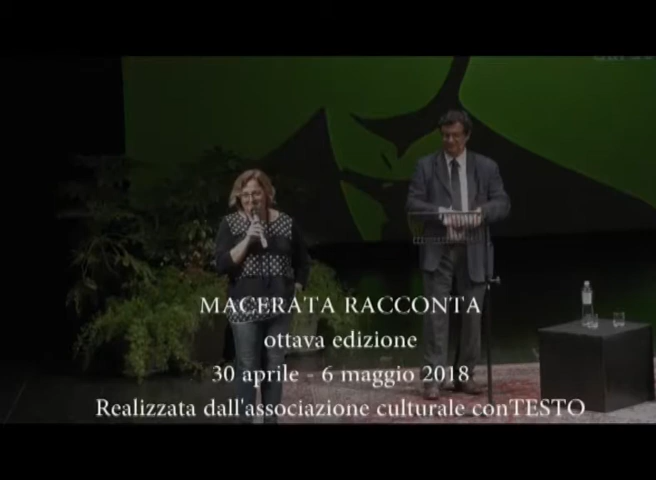 MACERATA RACCONTA
ottava edizione
30 aprile - 6 maggio 2018
Realizzata dall'associazione culturale conTESTO